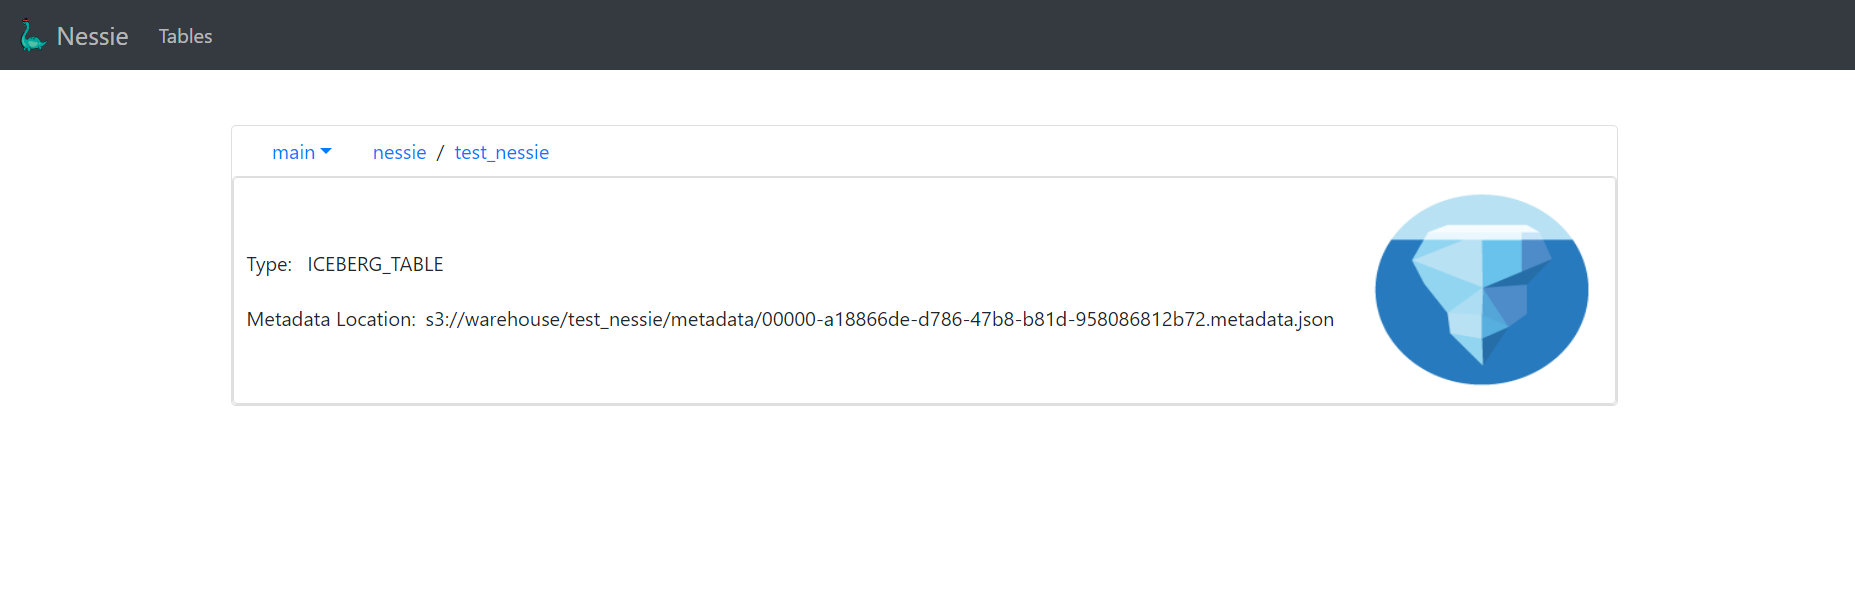 Nessie Tables
main nessie / test_nessie
Type: ICEBERG_TABLE
Metadata Location: s3://warehouse/test_nessie/metadata/00000-a18866de-d786-47b8-b81d-958086812b72.metadata.json